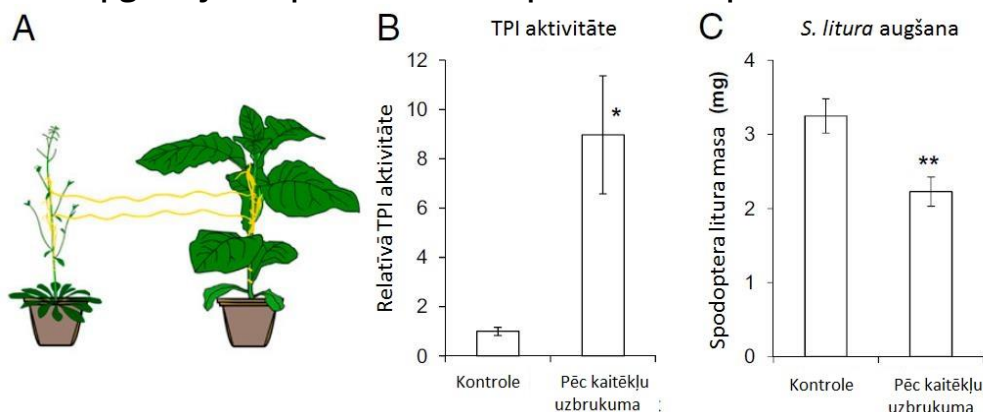 A
B
TPI aktivitāte
Relatīvā TPI aktivitāte
12
10
8
6
4
2
0
*
Kontrole
Pēc kaitēkļu
uzbrukuma
C
S. litura augšana
Spodoptera litura masa (mg)
4
3
2
1
0
**
Kontrole
Pēc kaitēkļu
uzbrukuma